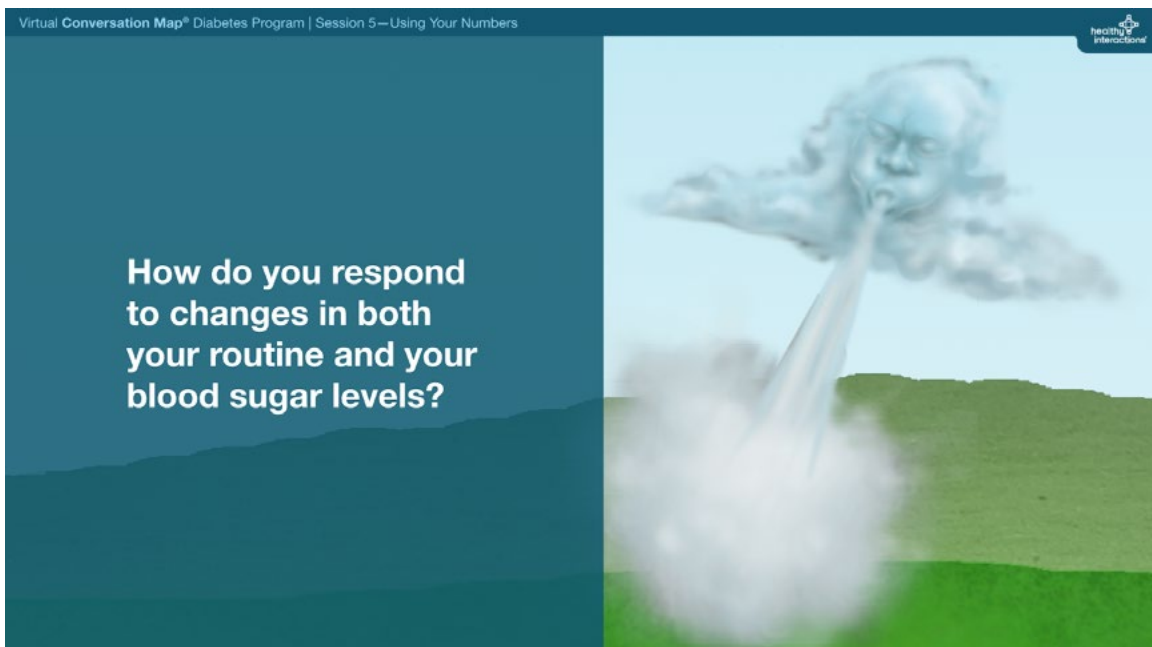 Virtual Conversation Map® Diabetes Program | Session 5—Using Your Numbers
healthy
interactions®
How do you respond
to changes in both
your routine and your
blood sugar levels?